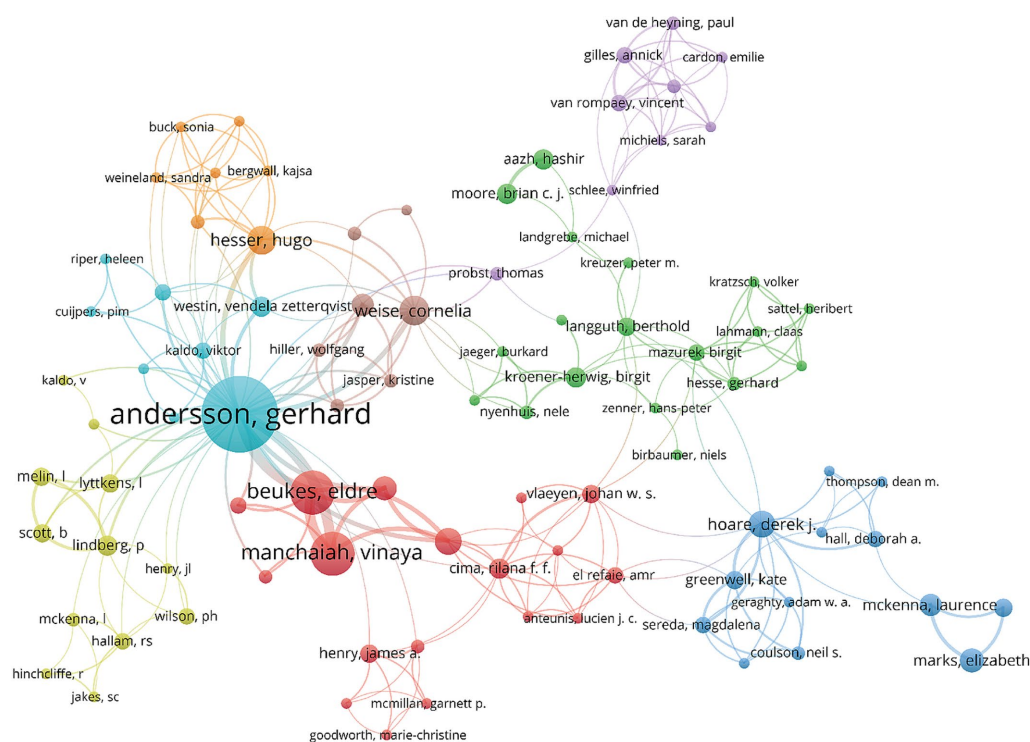 van de heyning, paul
gilles, annick
cardon, emilie
van rompaey, vincent
michiels, sarah
buck, sonia
aazh, hashir
bergwall, kajsa
weineland, sandra
moore, brian c. j.
schlee, winfried
hesser, hugo
landgrebe, michael
riper, heleen
kreuzer, peter m.
probst, thomas
kratzsch, volker
westin, vendela zetterqvist
weise, cornelia
sattel, heribert
cuijpers, pim
langguth, berthold
lahmann, claas
hiller, wolfgang
jaeger, burkard
mazurek, birgit
kaldo, viktor
kaldo, v
jasper, kristine
kroener-herwig, birgit
hesse, gerhard
andersson, gerhard
nyenhuis, nele
zenner, hans-peter
birbaumer, niels
melin, l
lyttkens, l
beukes, eldre
vlaeyen, johan w. s.
thompson, dean m.
scott, b
hoare, derek j.
lindberg, p
manchaiah, vinaya
hall, deborah a.
henry, jl
cima, rilana f. f.
el refaie, amr
greenwell, kate
geraghty, adam w. a.
mckenna, laurence
mckenna, l
wilson, ph
anteunis, lucien j. c.
sereda, magdalena
hallam, rs
henry, james a.
coulson, neil s.
marks, elizabeth
hinchcliffe, r
jakes, sc
mcmillan, garnett p.
goodworth, marie-christine